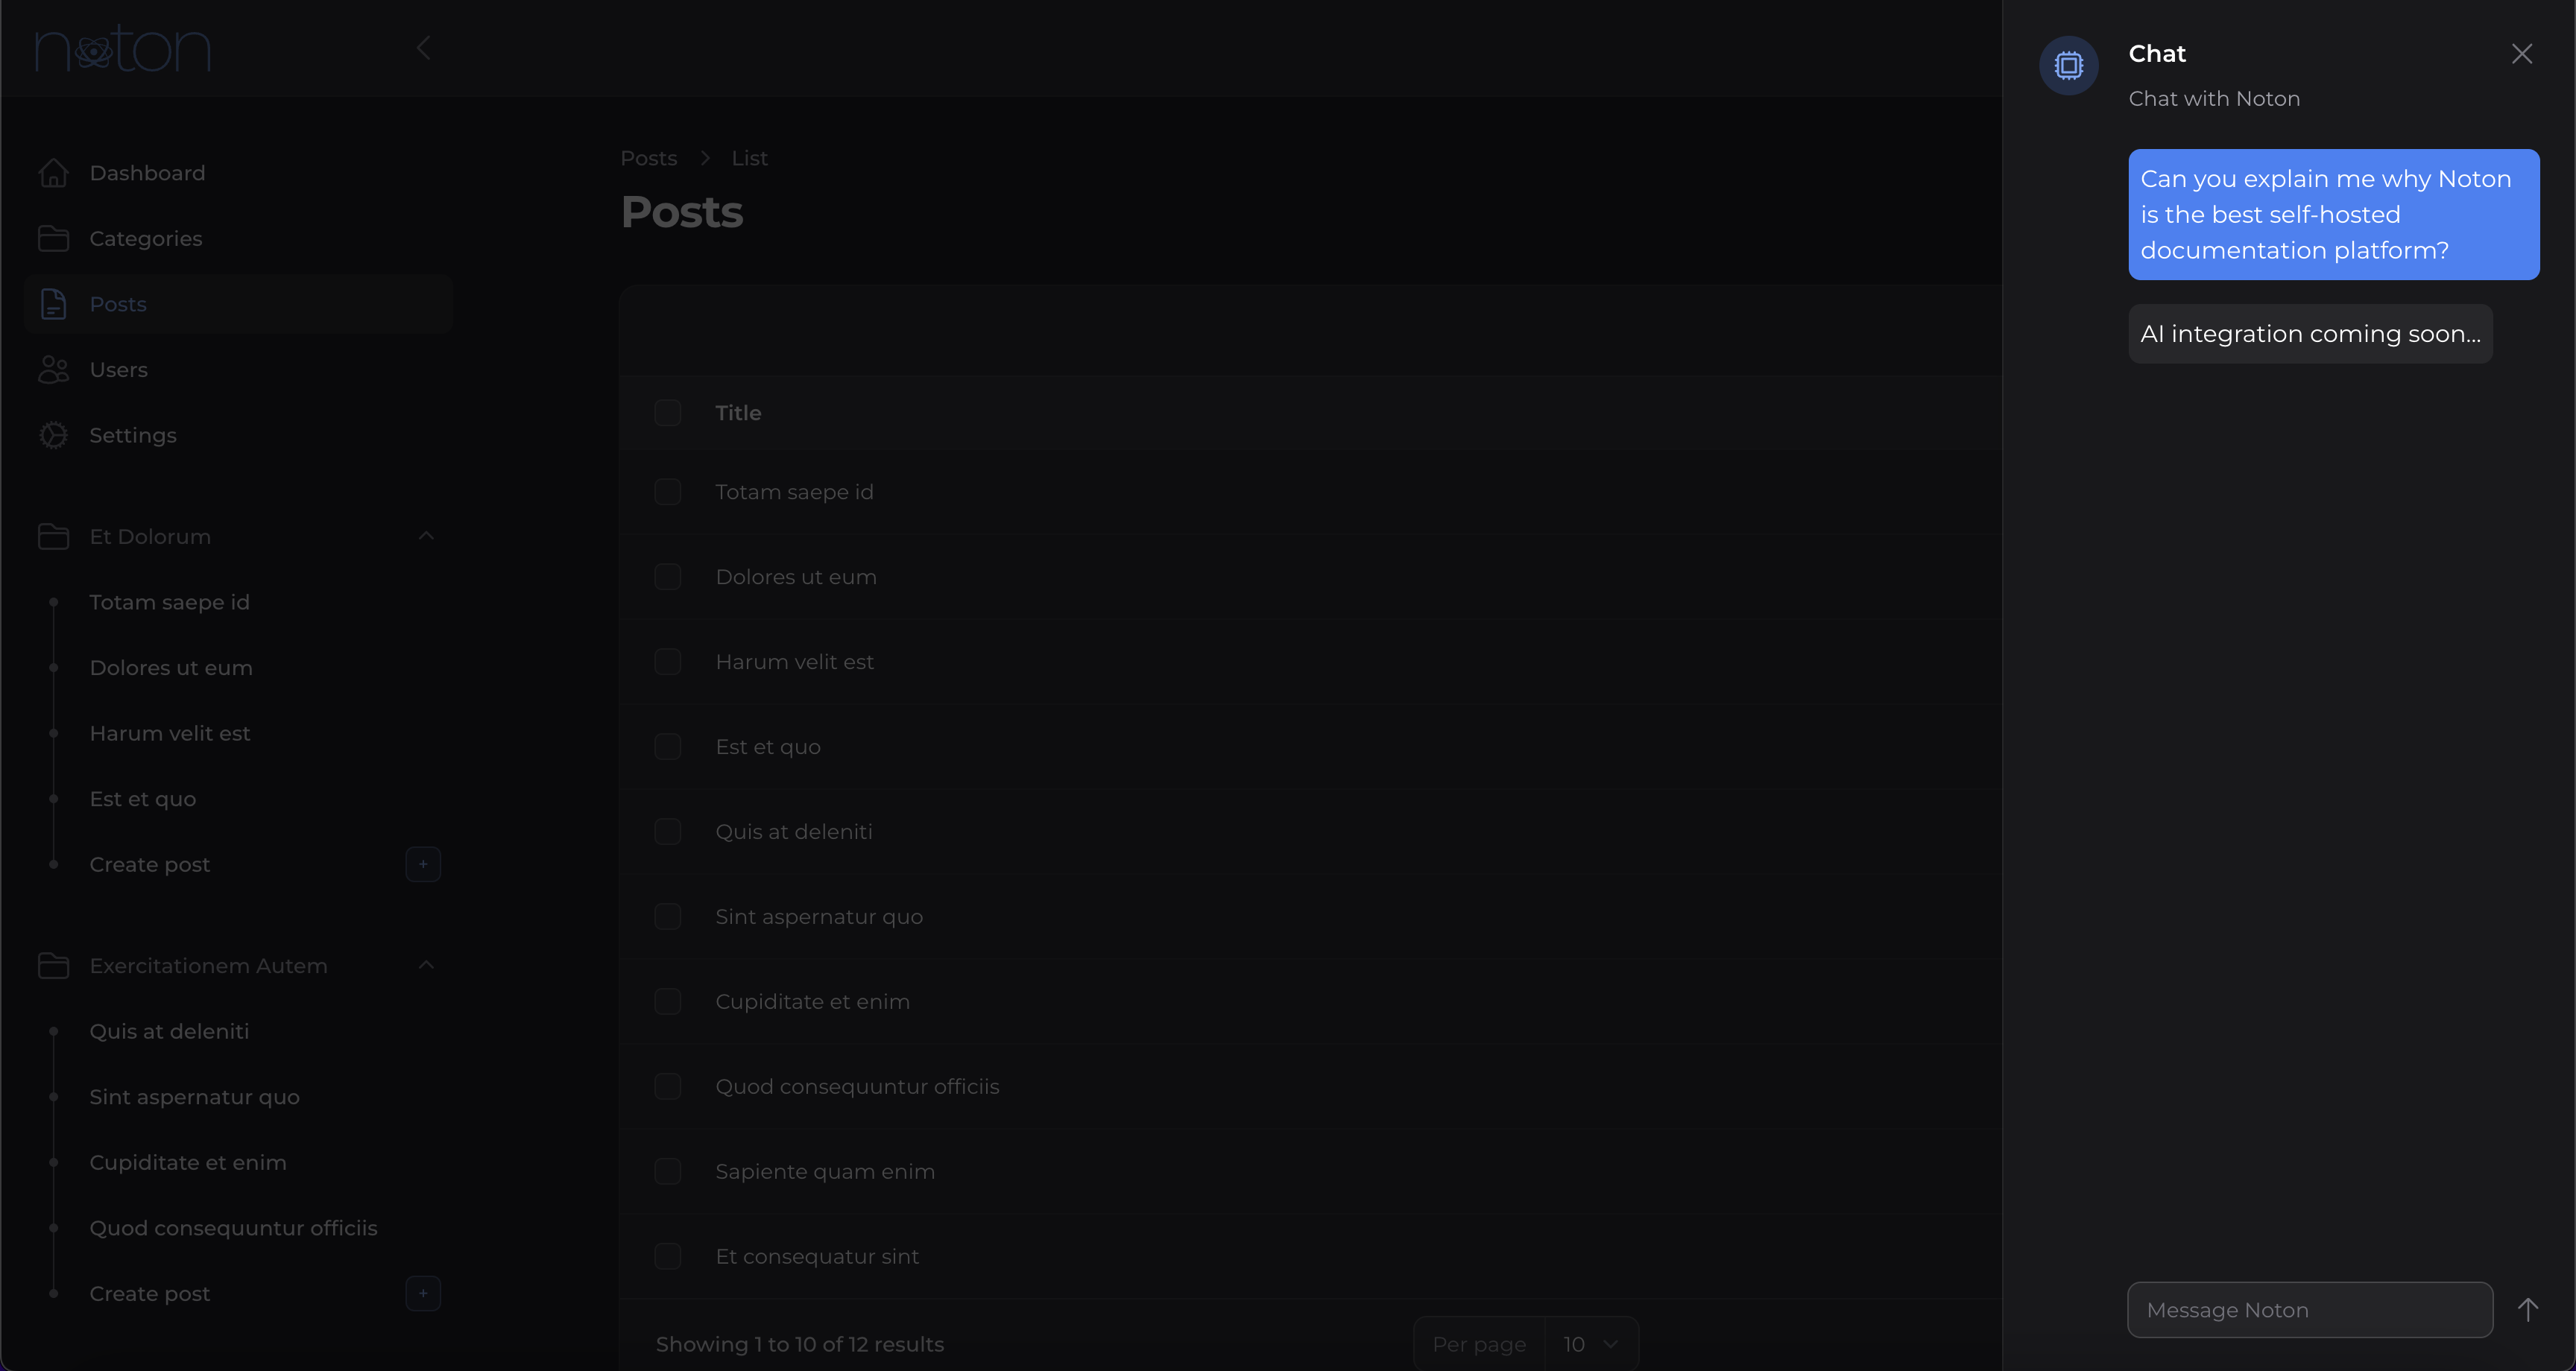 noton
Dashboard
Categories
Posts
Users
Settings
Et Dolorum
Totam saepe id
Dolores ut eum
Harum velit est
Est et quo
Create post
+
Exercitationem Autem
Quis at deleniti
Sint aspernatur quo
Cupiditate et enim
Quod consequuntur officiis
Create post
+
Posts > List
Posts
Title
Totam saepe id
Dolores ut eum
Harum velit est
Est et quo
Quis at deleniti
Sint aspernatur quo
Cupiditate et enim
Quod consequuntur officiis
Sapiente quam enim
Et consequatur sint
Showing 1 to 10 of 12 results
Per page 10
Chat
Chat with Noton
Can you explain me why Noton
is the best self-hosted
documentation platform?
AI integration coming soon...
Message Noton